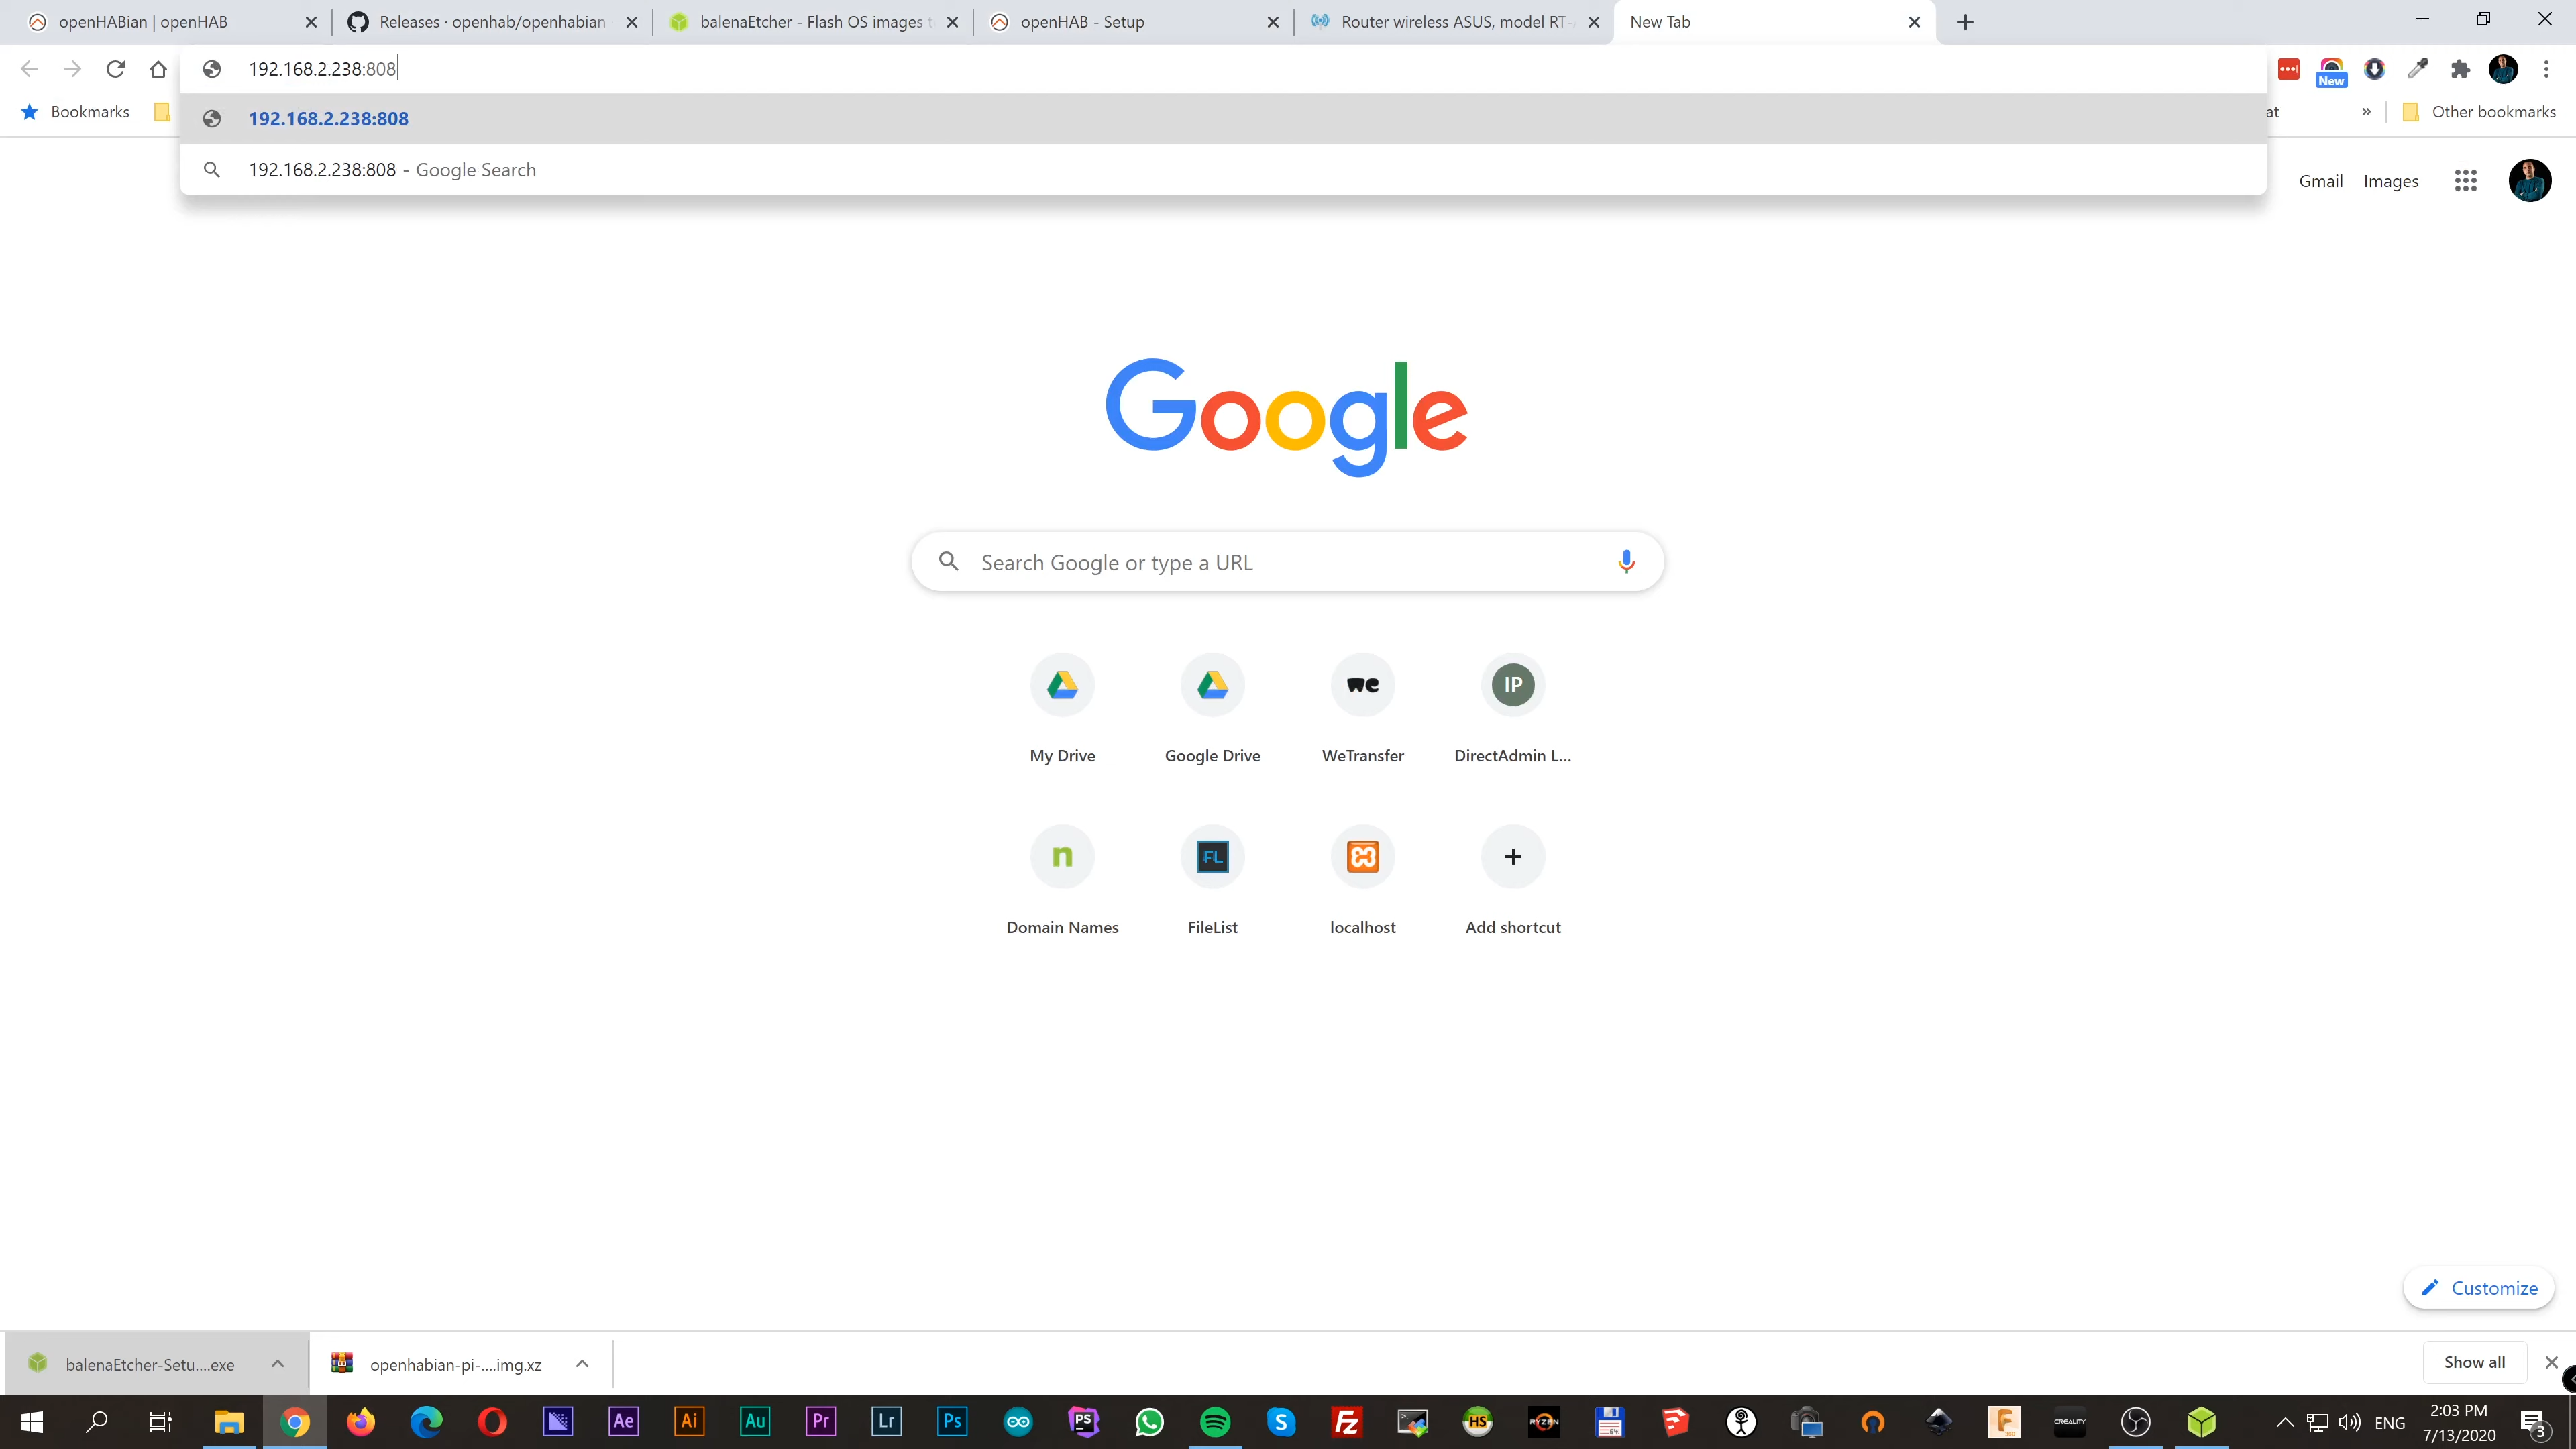 openHABian | openHAB
Releases · openhab/openhabian
balenaEtcher - Flash OS images t
openHAB - Setup
Router wireless ASUS, model RT-
New Tab
192.168.2.238:808
New
Bookmarks
192.168.2.238:808
at
»
Other bookmarks
192.168.2.238:808 - Google Search
Gmail
Images
Google
Search Google or type a URL
we
IP
My Drive
Google Drive
WeTransfer
DirectAdmin L...
n
FL
Domain Names
FileList
localhost
Add shortcut
Customize
balenaEtcher-Setu....exe
openhabian-pi-....img.xz
Show all
Ae
Ai
Au
Pr
Lr
Ps
PS
S
FZ
HS
RYZEN
F
CREALITY
ENG
2:03 PM
7/13/2020
3